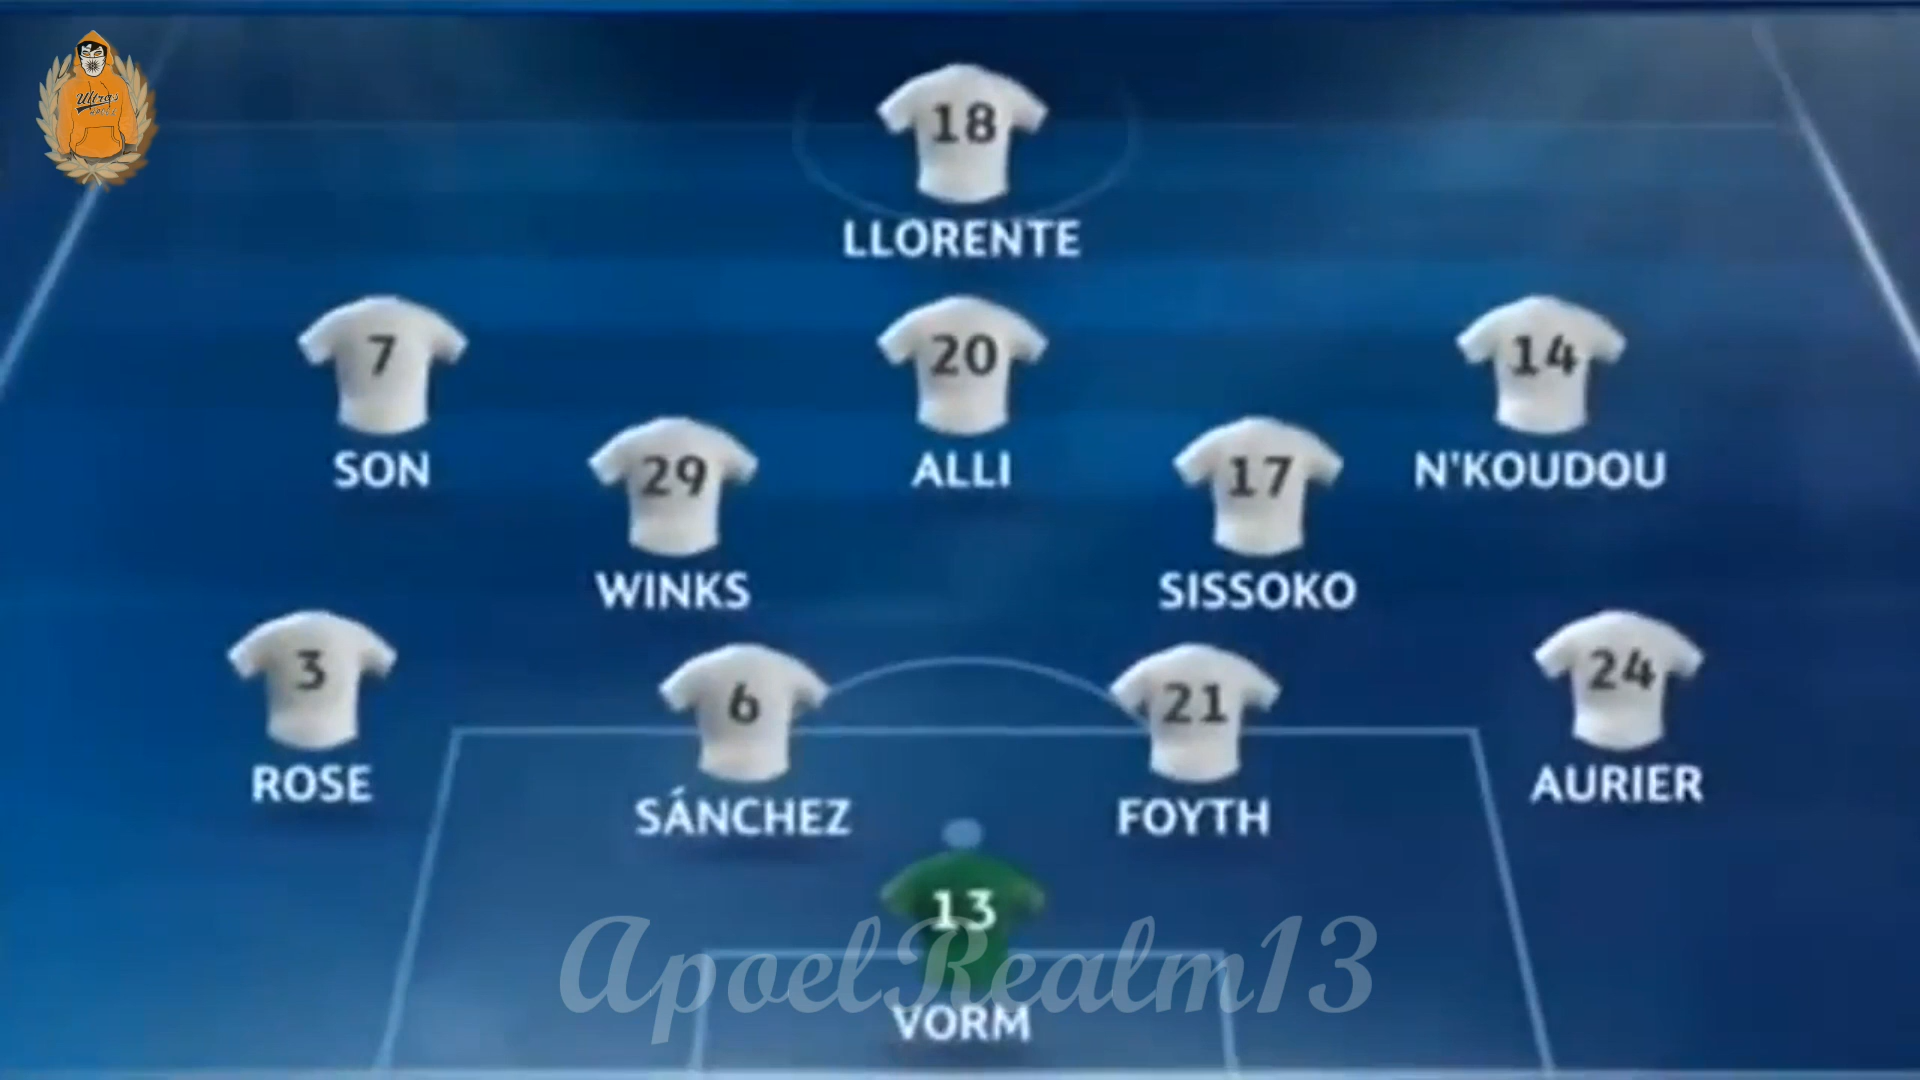 Ultras
18
LLORENTE
7
20
14
SON
ALLI
N'KOUDOU
29
17
WINKS
SISSOKO
3
24
6
21
ROSE
AURIER
SÁNCHEZ
FOYTH
13
ApoelRealm13
VORM